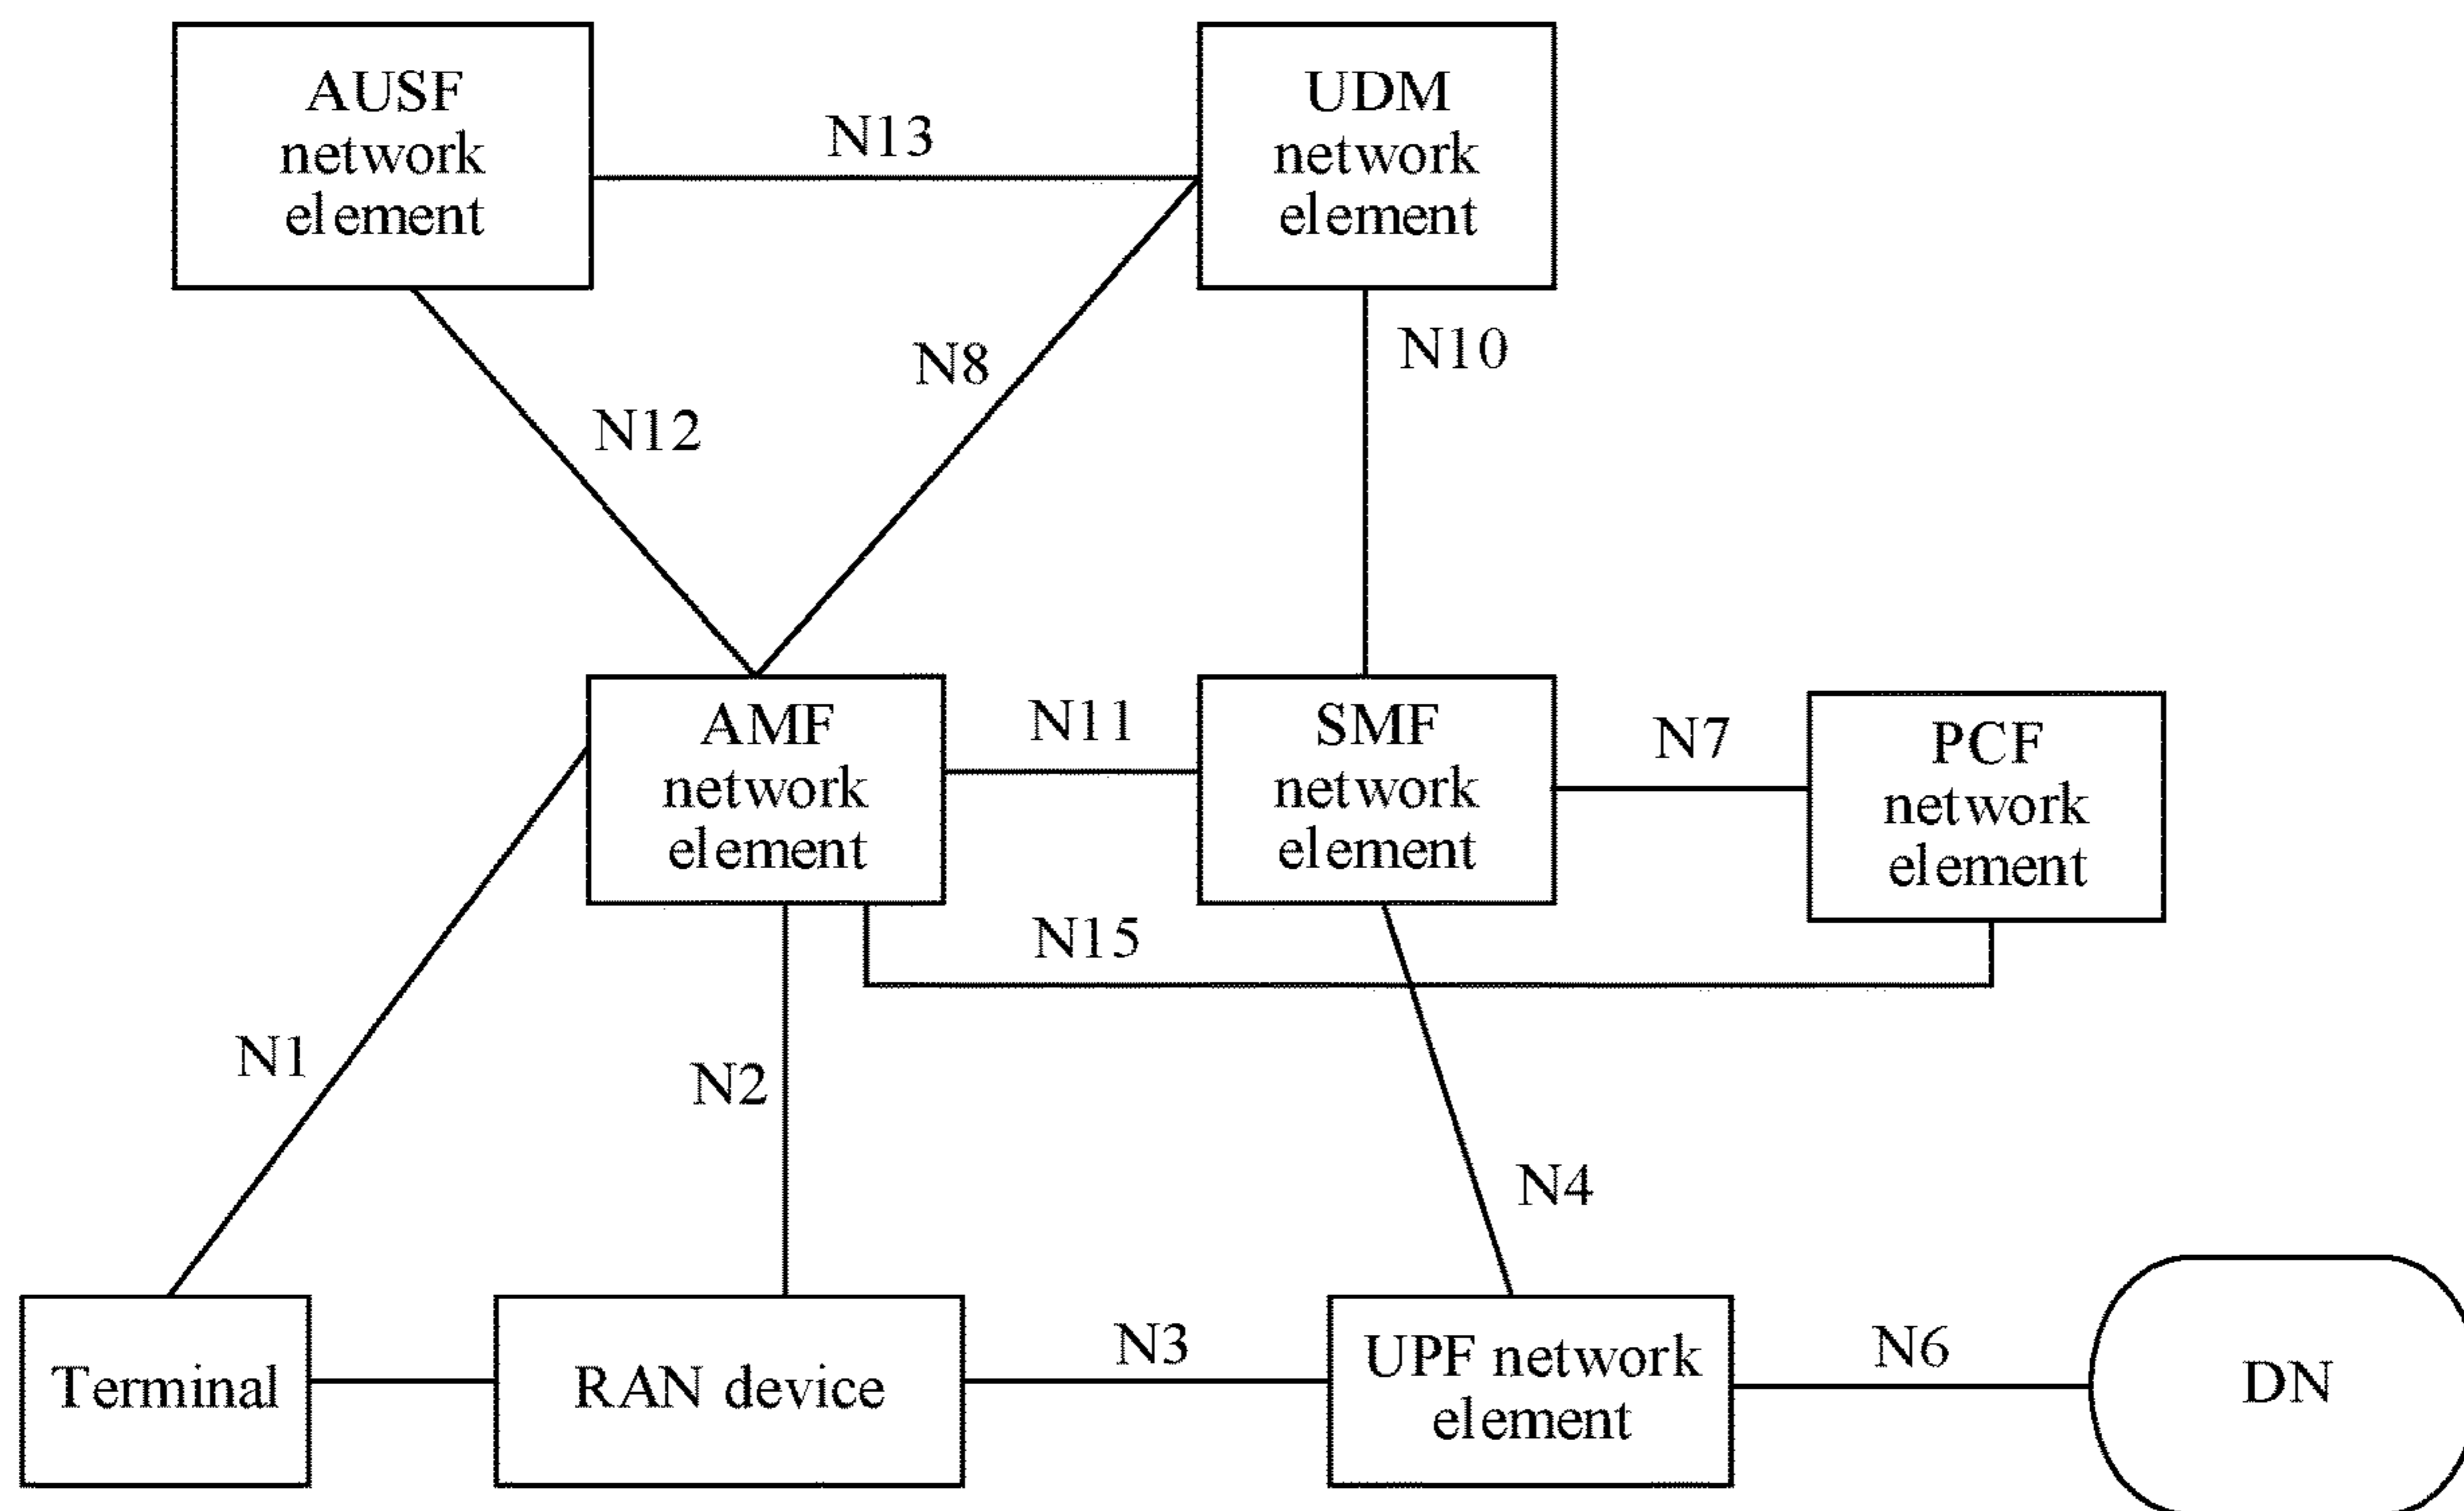 AUSF
network
element
N13
UDM
network
element
N12
N8
N10
AMF
network
element
N11
SMF
network
element
N7
PCF
network
element
N15
N1
N2
N4
Terminal
RAN device
N3
UPF network
element
N6
DN